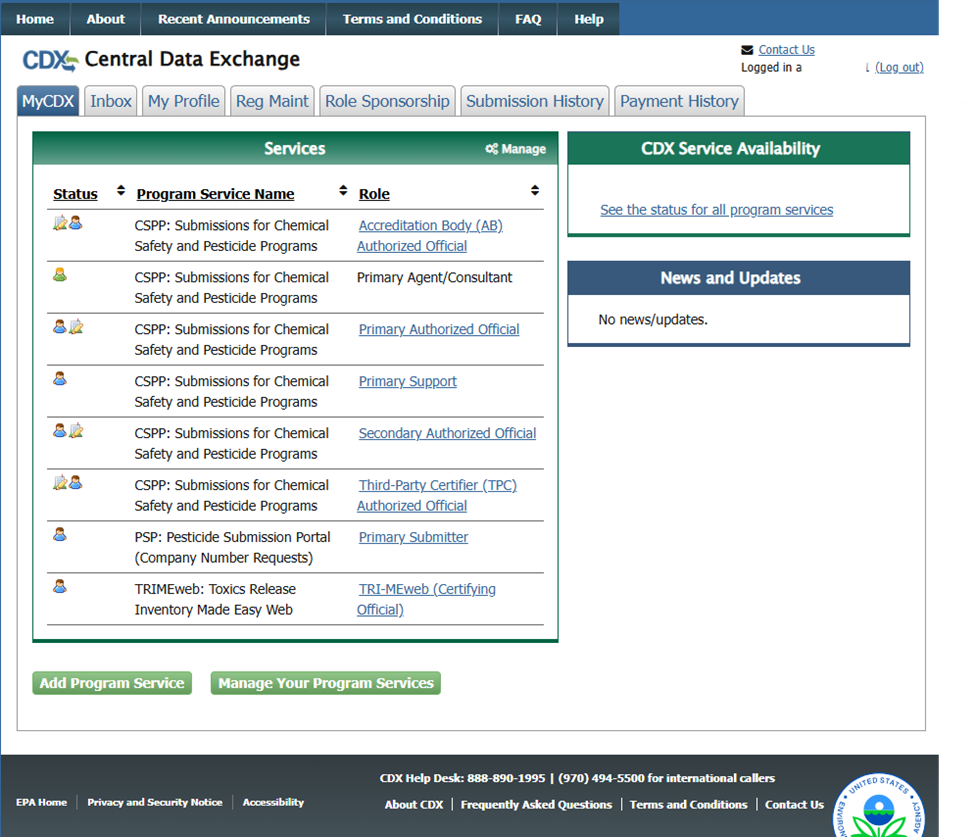 Home About Recent Announcements Terms and Conditions FAQ Help
CDX Central Data Exchange
Contact Us
Logged in a (Log out)
MyCDX Inbox My Profile Reg Maint Role Sponsorship Submission History Payment History
Services Manage
Status Program Service Name Role
CSPP: Submissions for Chemical Accreditation Body (AB)
Safety and Pesticide Programs Authorized Official
CSPP: Submissions for Chemical Primary Agent/Consultant
Safety and Pesticide Programs
CSPP: Submissions for Chemical Primary Authorized Official
Safety and Pesticide Programs
CSPP: Submissions for Chemical Primary Support
Safety and Pesticide Programs
CSPP: Submissions for Chemical Secondary Authorized Official
Safety and Pesticide Programs
CSPP: Submissions for Chemical Third-Party Certifier (TPC)
Safety and Pesticide Programs Authorized Official
PSP: Pesticide Submission Portal Primary Submitter
(Company Number Requests)
TRIMEweb: Toxics Release TRI-MEweb (Certifying
Inventory Made Easy Web Official)
Add Program Service Manage Your Program Services
CDX Service Availability
See the status for all program services
News and Updates
No news/updates.
CDX Help Desk: 888-890-1995 | (970) 494-5500 for international callers
EPA Home Privacy and Security Notice Accessibility
About CDX | Frequently Asked Questions | Terms and Conditions | Contact Us
UNITED STATES